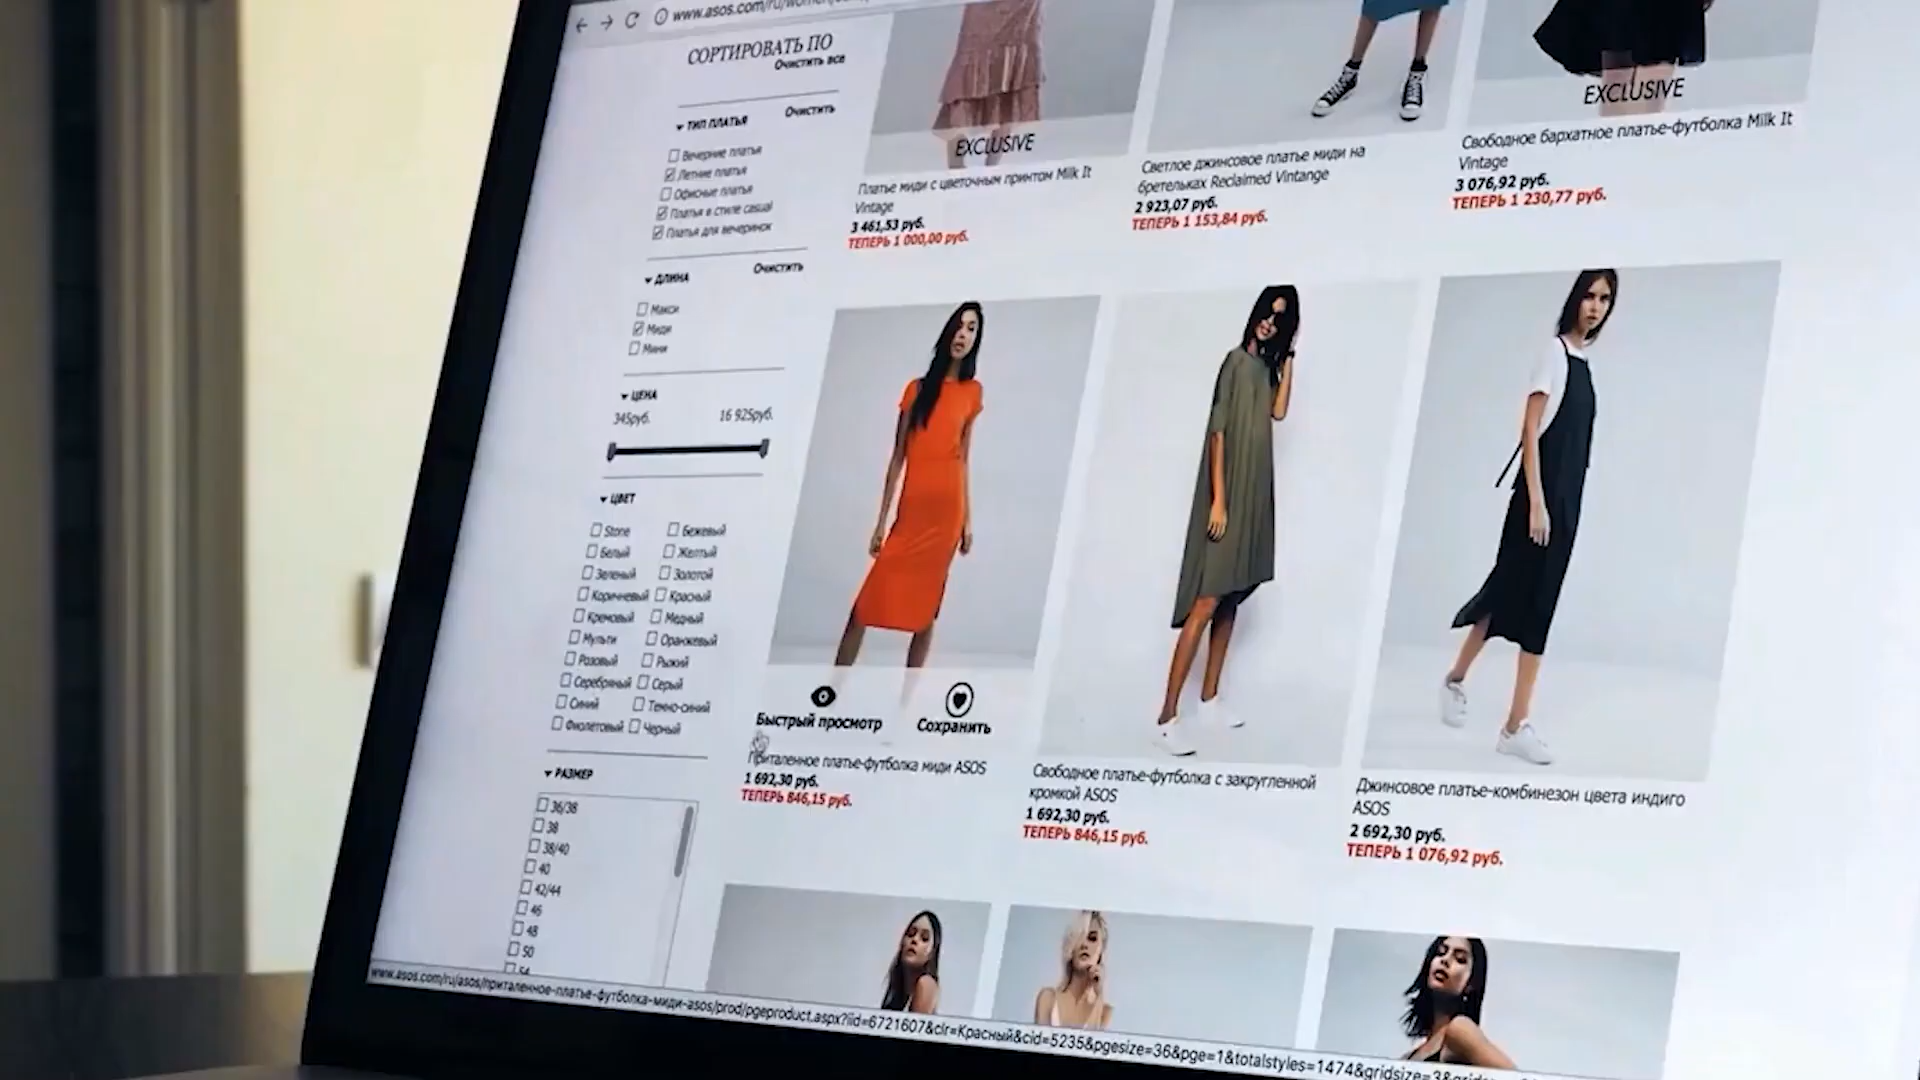 www.asos.com/ru/women/
СОРТИРОВАТЬ ПО
Очистить все
ТИП ПЛАТЬЯ
Очистить
Вечерние платья
Летние платья
Офисные платья
Платья в стиле casual
Платья для вечеринок
ДЛИНА
Очистить
Макси
Миди
Мини
ЦЕНА
345руб.
16 925руб.
ЦВЕТ
Stone
Бежевый
Белый
Желтый
Зеленый
Золотой
Коричневый
Красный
Кремовый
Медный
Мульти
Оранжевый
Розовый
Рыжий
Серебряный
Серый
Синий
Темно-синий
Фиолетовый
Черный
РАЗМЕР
36/38
38
38/40
40
42/44
46
48
50
54
EXCLUSIVE
Платье миди с цветочным принтом Milk It
Vintage
3 461,53 руб.
ТЕПЕРЬ 1 000,00 руб.
Светлое джинсовое платье миди на
бретельках Reclaimed Vintange
2 923,07 руб.
ТЕПЕРЬ 1 153,84 руб.
EXCLUSIVE
Свободное бархатное платье-футболка Milk It
Vintage
3 076,92 руб.
ТЕПЕРЬ 1 230,77 руб.
Быстрый просмотр
Сохранить
Приталенное платье-футболка миди ASOS
1 692,30 руб.
ТЕПЕРЬ 846,15 руб.
Свободное платье-футболка с закругленной
кромкой ASOS
1 692,30 руб.
ТЕПЕРЬ 846,15 руб.
Джинсовое платье-комбинезон цвета индиго
ASOS
2 692,30 руб.
ТЕПЕРЬ 1 076,92 руб.
www.asos.com/ru/asos/приталенное-платье-футболка-миди-asos/prod/pgeproduct.aspx?iid=6721607&clr=Красный&cid=5235&pgesize=36&pge=1&totalstyles=1474&gridsize=3&grid